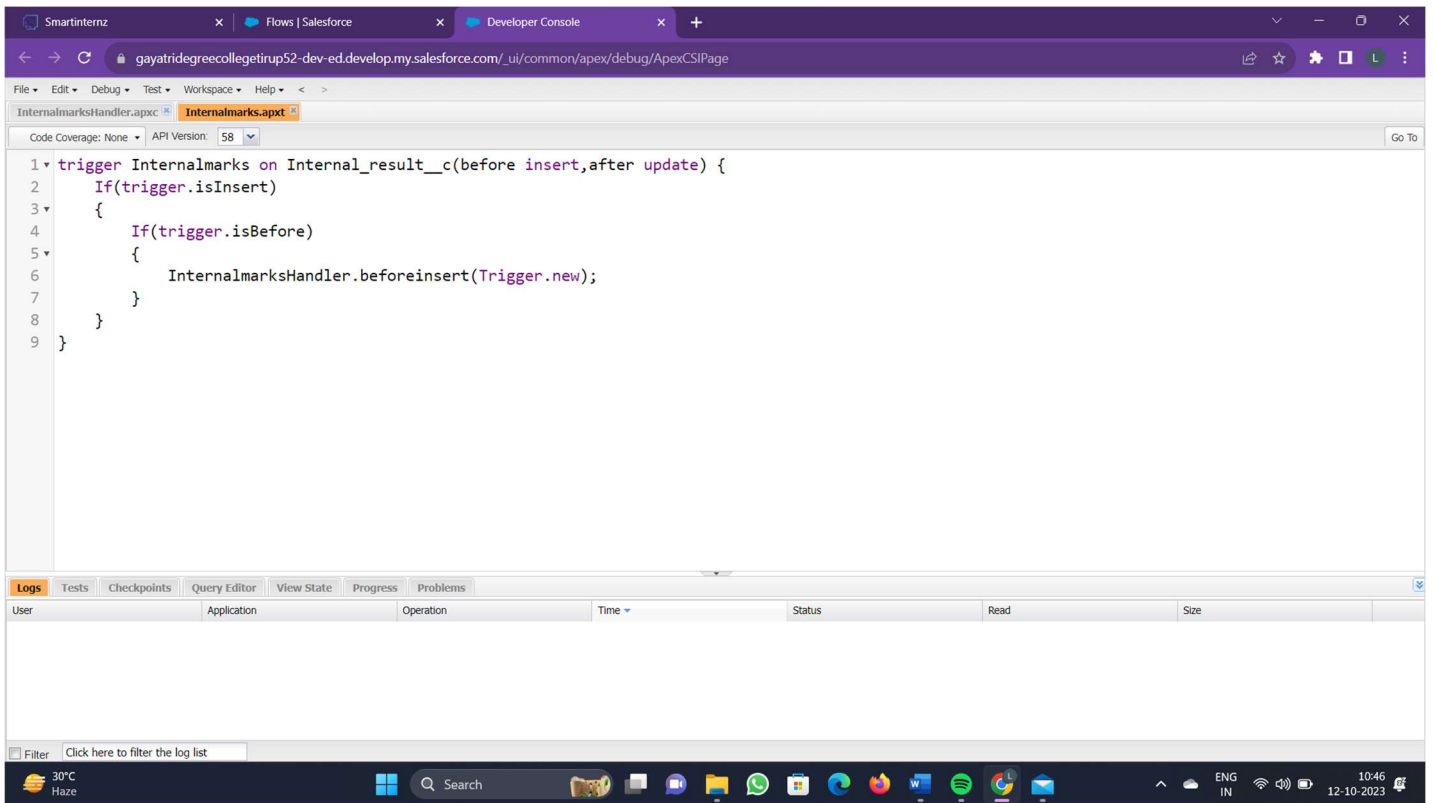 Smartinternz
Flows | Salesforce
Developer Console
gayatridegreecollegetirup52-dev-ed.develop.my.salesforce.com/_ui/common/apex/debug/ApexCSIPage
L
File Edit Debug Test Workspace Help < >
InternalmarksHandler.apxc Internalmarks.apxt
Code Coverage: None API Version: 58 Go To
1 trigger Internalmarks on Internal_result__c(before insert,after update) {
2 If(trigger.isInsert)
3 {
4 If(trigger.isBefore)
5 {
6 InternalmarksHandler.beforeinsert(Trigger.new);
7 }
8 }
9 }
Logs Tests Checkpoints Query Editor View State Progress Problems
User Application Operation Time Status Read Size
Filter Click here to filter the log list
30°C
Haze
Search
ENG
IN
10:46
12-10-2023